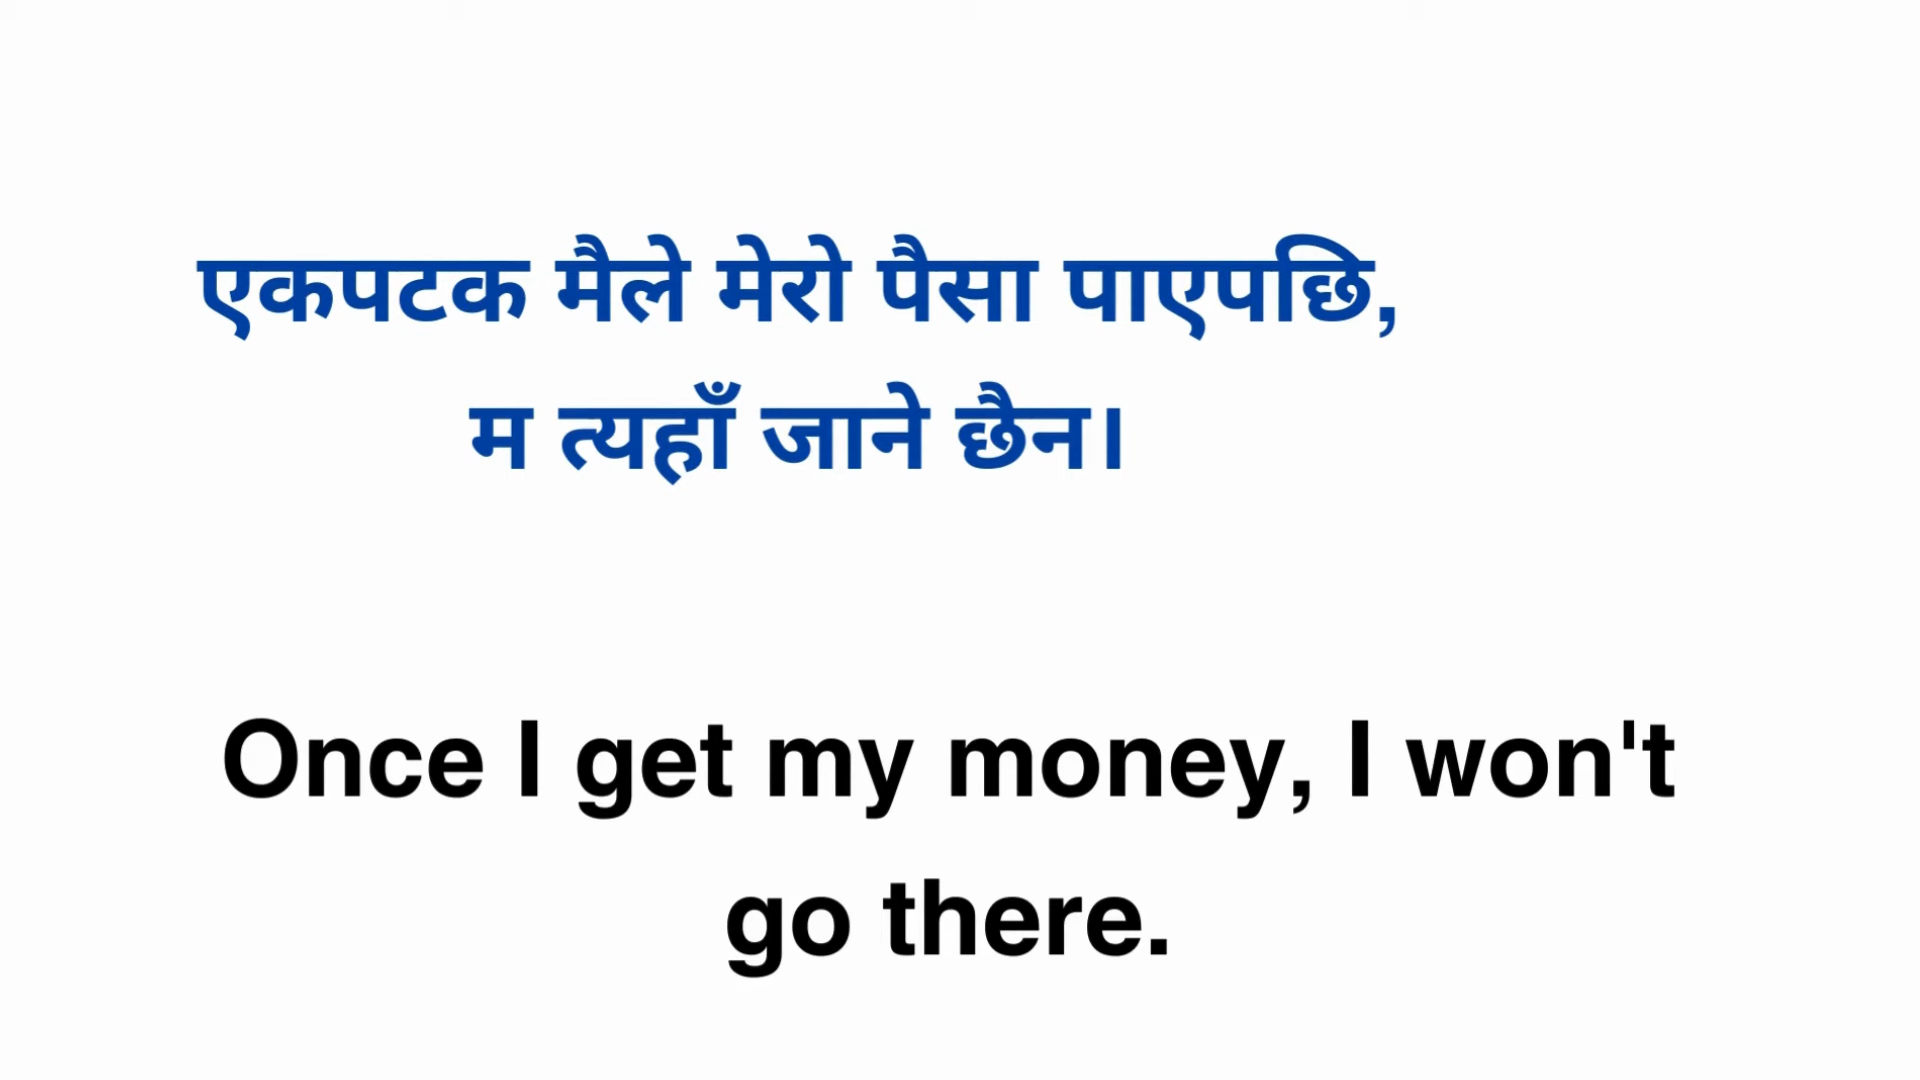 एकपटक मैले मेरो पैसा पाएपछि,
म त्यहाँ जाने छैन।
Once I get my money, I won't
go there.